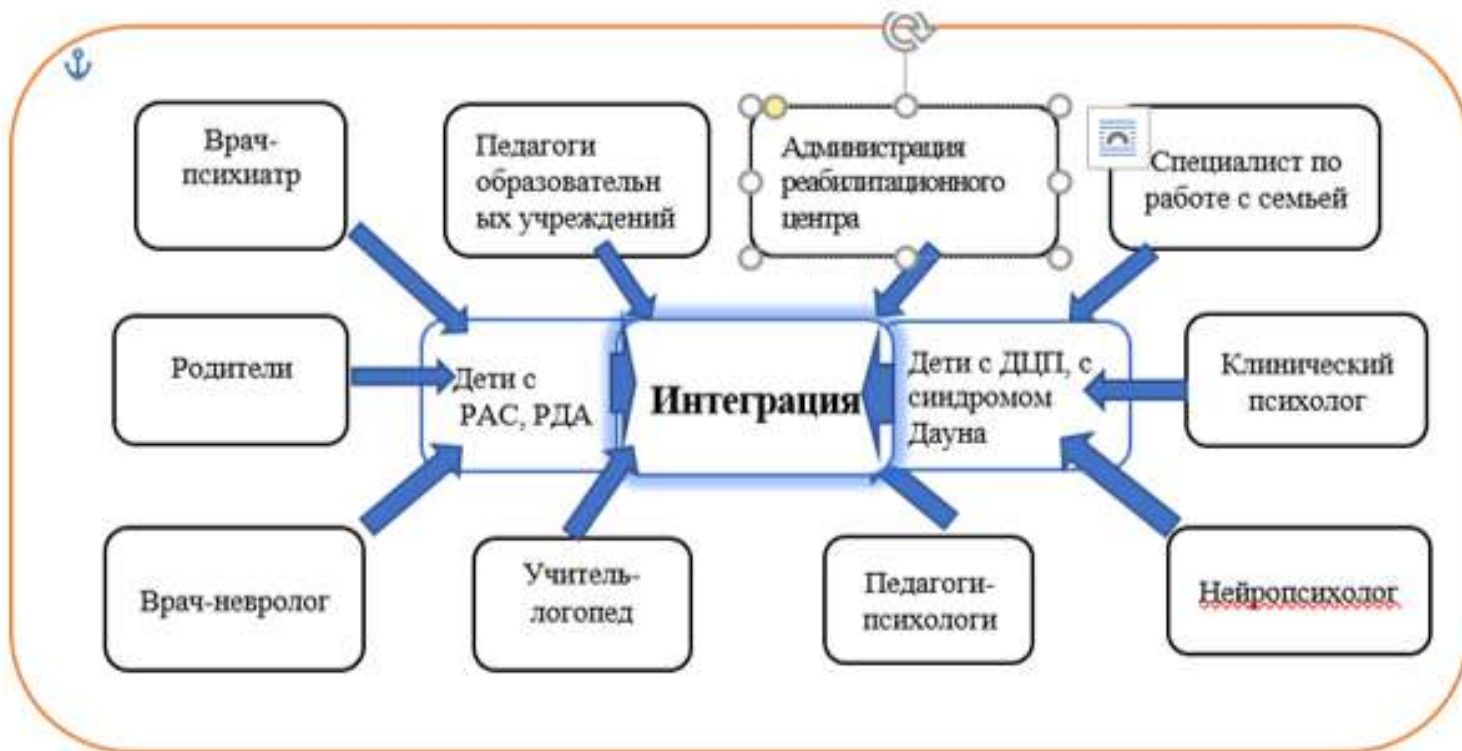 Врач-
психиатр
Педагоги
образовательн
ых учреждений
Администрация
реабилитационного
центра
Специалист по
работе с семьей
Родители
Дети с
РАС, РДА
Интеграция
Дети с ДЦП, с
синдромом
Дауна
Клинический
психолог
Врач-невролог
Учитель-
логопед
Педагоги-
психологи
Нейропсихолог